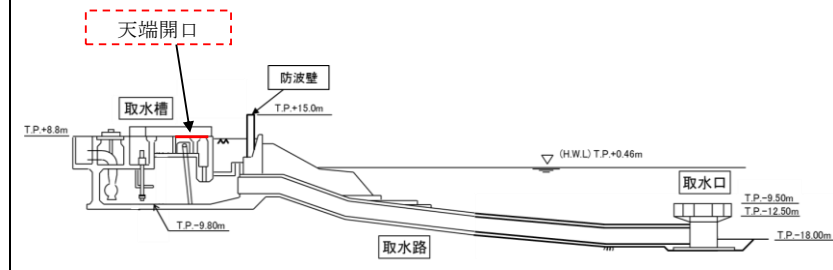 天端開口
防波壁
取水槽
T.P.+15.0m
T.P.+8.8m
(H.W.L) T.P.+0.46m
取水口
T.P.-9.50m
T.P.-12.50m
T.P.-9.80m
T.P.-18.00m
取水路